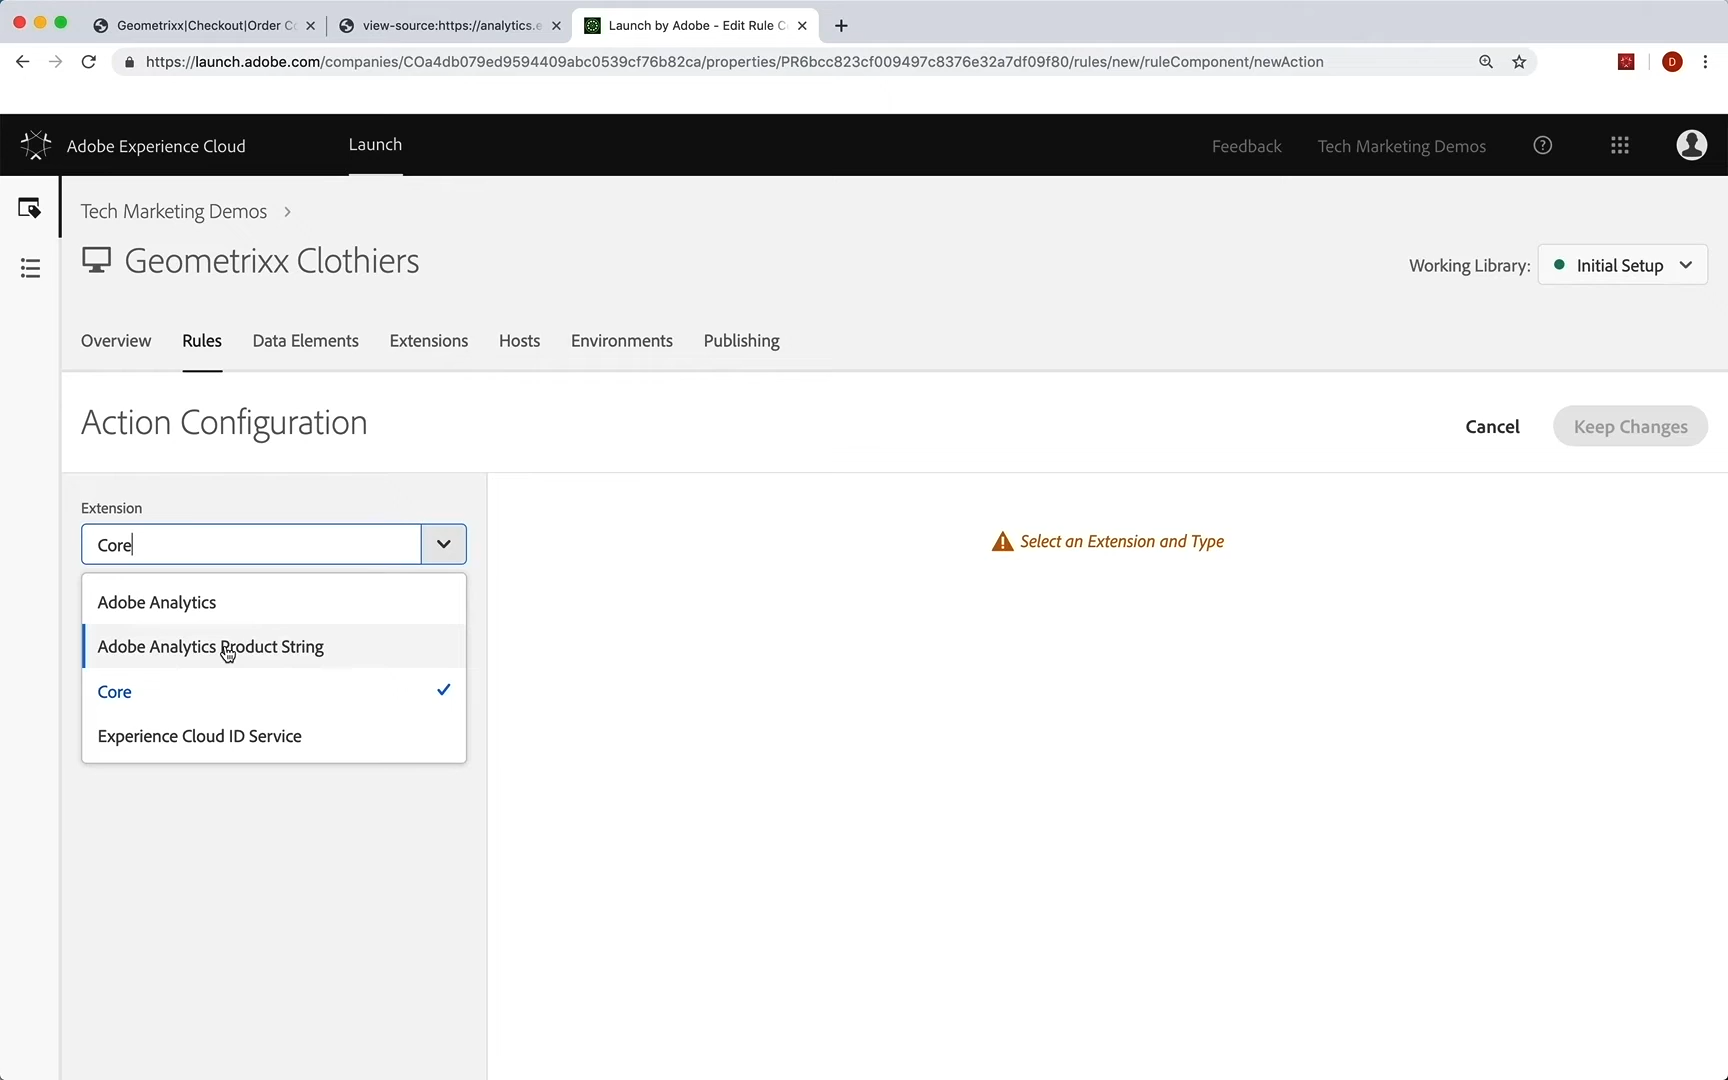 Geometrixx|Checkout|Order C
view-source:https://analytics.e
Launch by Adobe - Edit Rule C
https://launch.adobe.com/companies/COa4db079ed9594409abc0539cf76b82ca/properties/PR6bcc823cf009497c8376e32a7df09f80/rules/new/ruleComponent/newAction
D
Adobe Experience Cloud
Launch
Feedback
Tech Marketing Demos
Tech Marketing Demos
Geometrixx Clothiers
Working Library:
Initial Setup
Overview
Rules
Data Elements
Extensions
Hosts
Environments
Publishing
Action Configuration
Cancel
Keep Changes
Extension
Core
Select an Extension and Type
Adobe Analytics
Adobe Analytics Product String
Core
Experience Cloud ID Service